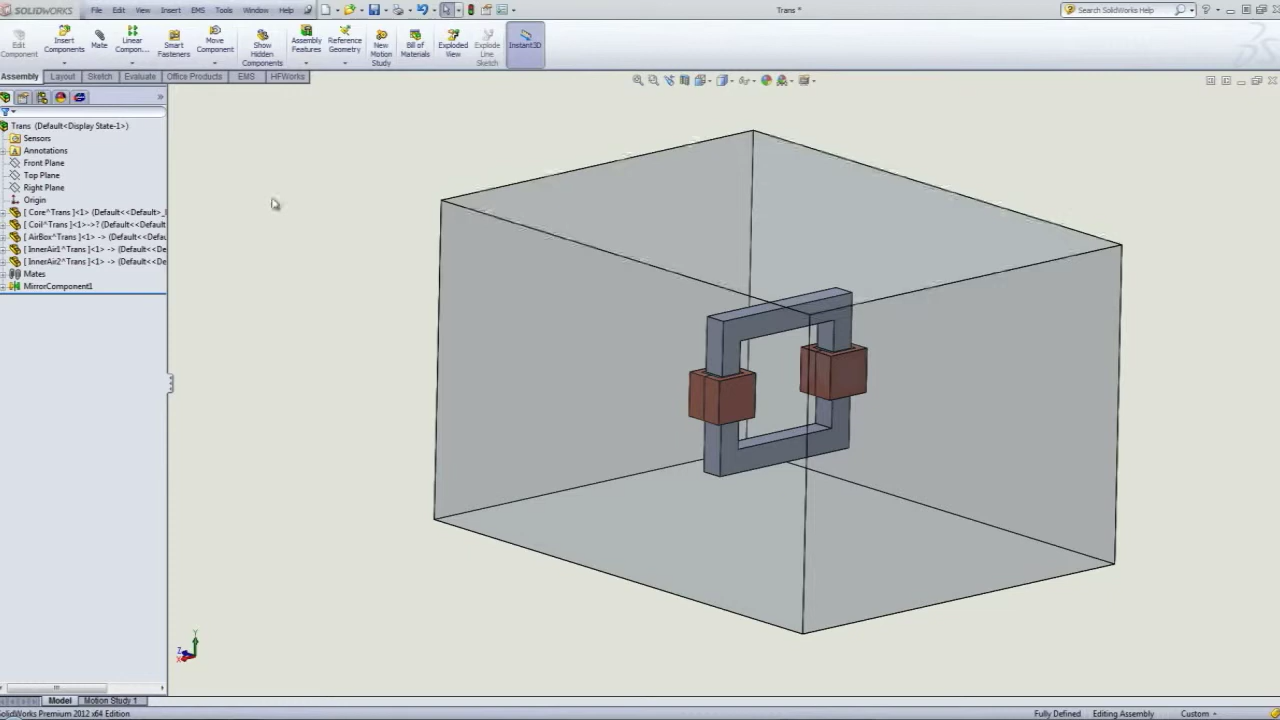 SOLIDWORKS File Edit View Insert EMS Tools Window Help Trans * Search SolidWorks Help
Edit Component
Insert Components
Mate
Linear Compon...
Smart Fasteners
Move Component
Show Hidden Components
Assembly Features
Reference Geometry
New Motion Study
Bill of Materials
Exploded View
Explode Line Sketch
Instant3D
Assembly Layout Sketch Evaluate Office Products EMS HFWorks
Trans (Default<Display State-1>)
Sensors
Annotations
Front Plane
Top Plane
Right Plane
Origin
[ Core^Trans ]<1> (Default<<Default>_
[ Coil^Trans ]<1>->? (Default<<Default
[ AirBox^Trans ]<1> -> (Default<<De
[ InnerAir1^Trans ]<1> -> (Default<<De
[ InnerAir2^Trans ]<1> -> (Default<<De
Mates
MirrorComponent1
Y
Z
X
Model Motion Study 1
SolidWorks Premium 2012 x64 Edition Fully Defined Editing Assembly Custom